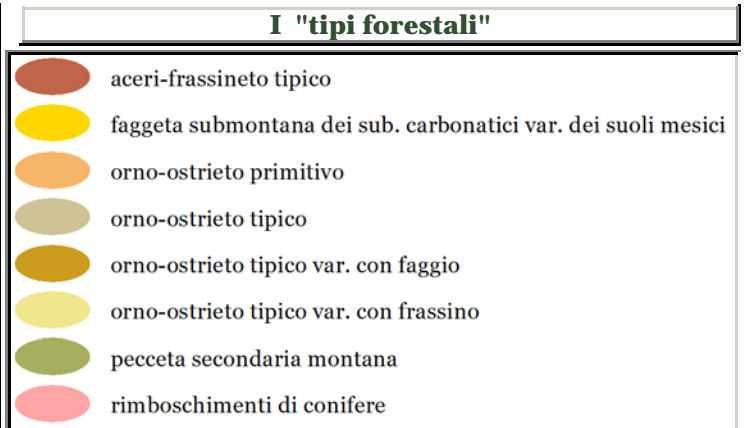 I "tipi forestali"
aceri-frassineto tipico
faggeta submontana dei sub. carbonatici var. dei suoli mesici
orno-ostrieto primitivo
orno-ostrieto tipico
orno-ostrieto tipico var. con faggio
orno-ostrieto tipico var. con frassino
pecceta secondaria montana
rimboschimenti di conifere